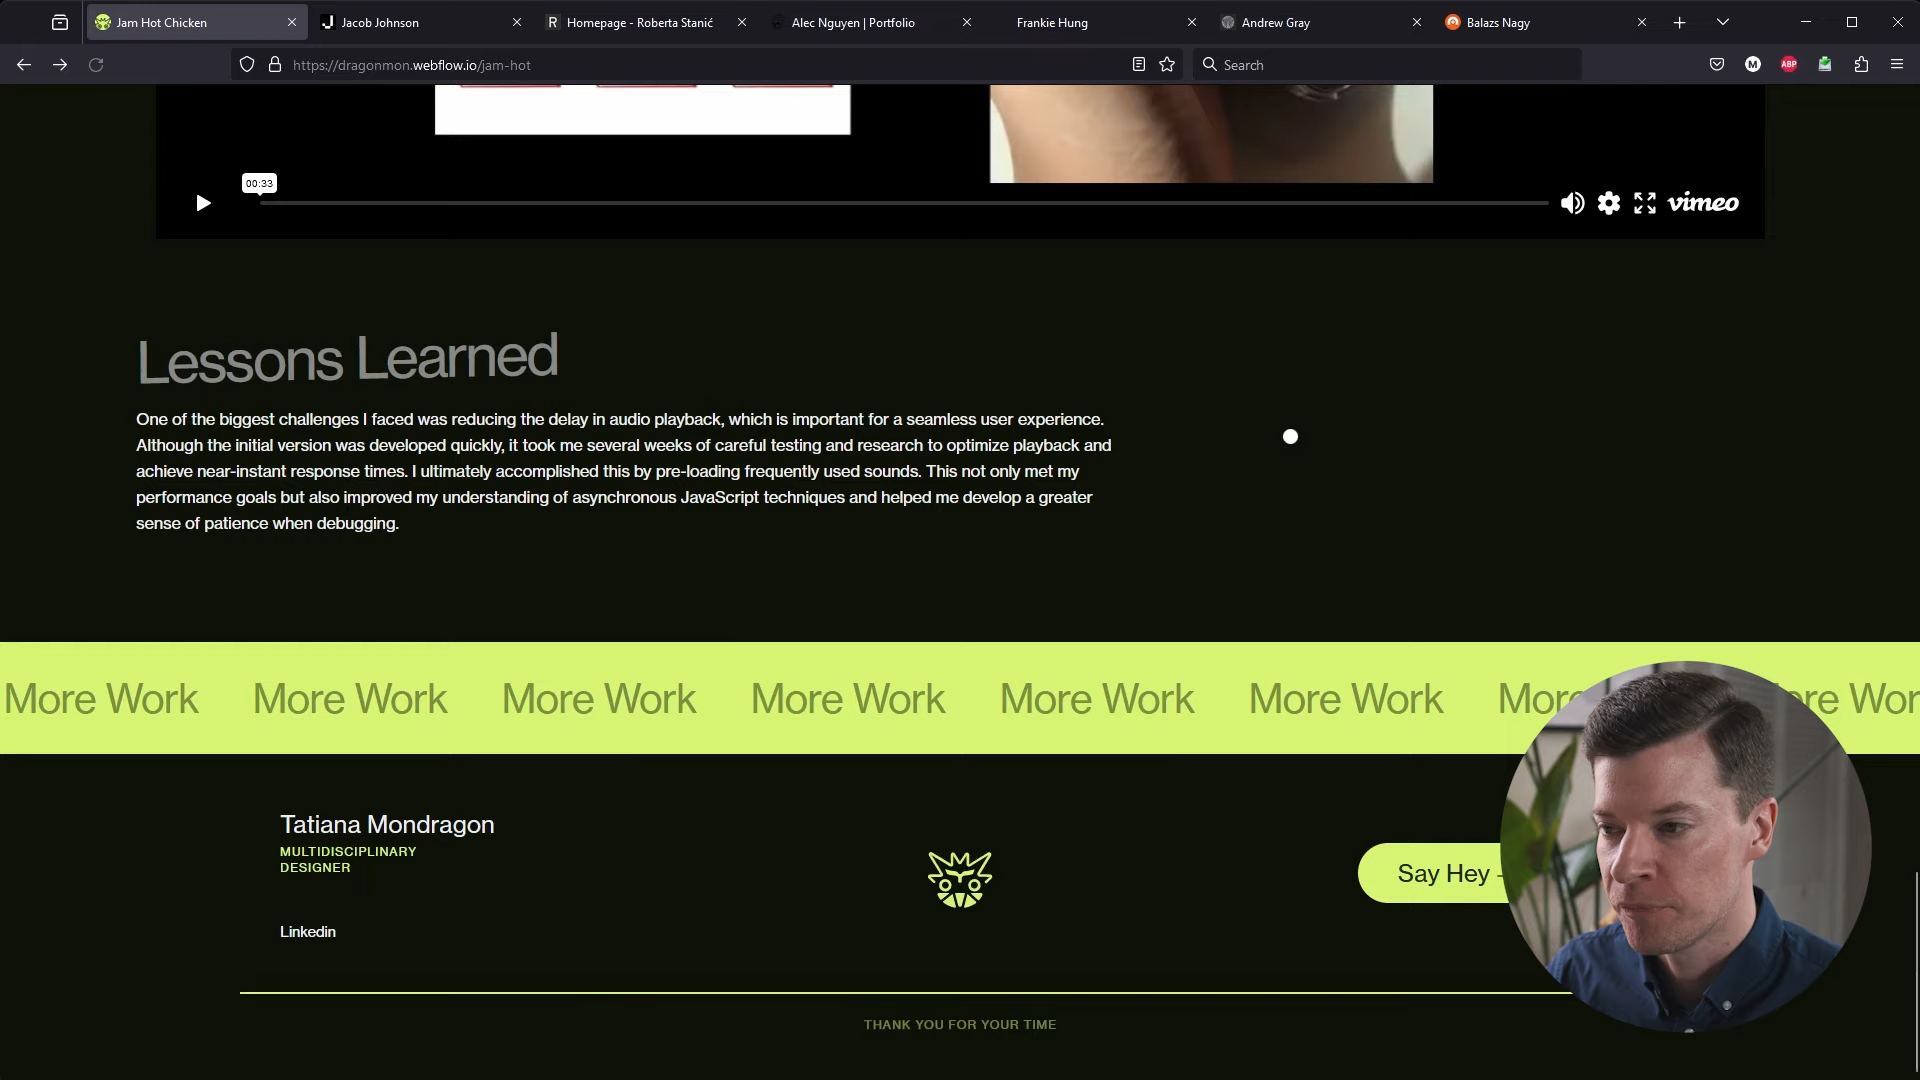 Jam Hot Chicken
Jacob Johnson
R
Homepage - Roberta Stanić
Alec Nguyen | Portfolio
Frankie Hung
Andrew Gray
Balazs Nagy
https://dragonmon.webflow.io/jam-hot
Search
M
ABP
00:33
vimeo
Lessons Learned
One of the biggest challenges I faced was reducing the delay in audio playback, which is important for a seamless user experience.
Although the initial version was developed quickly, it took me several weeks of careful testing and research to optimize playback and
achieve near-instant response times. I ultimately accomplished this by pre-loading frequently used sounds. This not only met my
performance goals but also improved my understanding of asynchronous JavaScript techniques and helped me develop a greater
sense of patience when debugging.
More Work More Work More Work More Work More Work More Work More
Tatiana Mondragon
MULTIDISCIPLINARY
DESIGNER
Say Hey
Linkedin
THANK YOU FOR YOUR TIME